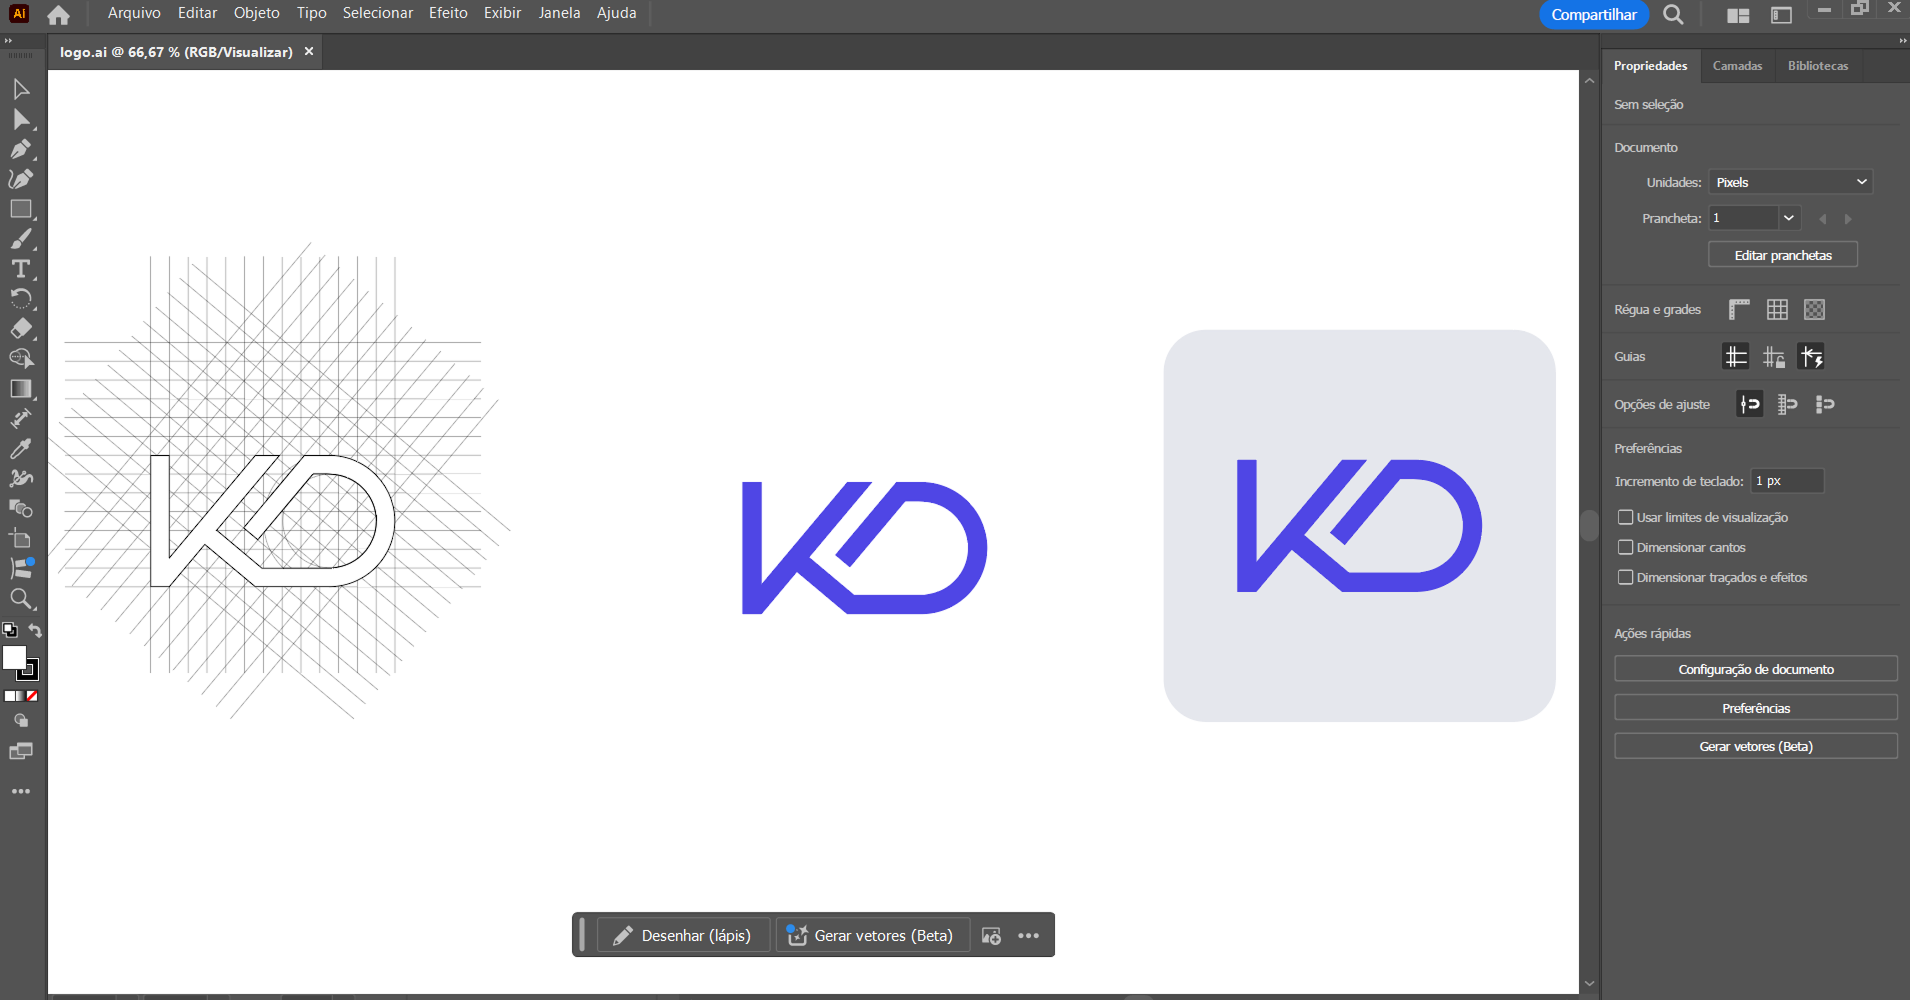 Ai
Arquivo Editar Objeto Tipo Selecionar Efeito Exibir Janela Ajuda
Compartilhar
logo.ai @ 66,67 % (RGB/Visualizar) ×
Propriedades Camadas Bibliotecas
Sem seleção
Documento
Unidades: Pixels
Prancheta: 1
Editar pranchetas
Régua e grades
Guias
Opções de ajuste
Preferências
Incremento de teclado: 1 px
Usar limites de visualização
Dimensionar cantos
Dimensionar traçados e efeitos
Ações rápidas
Configuração de documento
Preferências
Gerar vetores (Beta)
KD
KD
KD
Desenhar (lápis) Gerar vetores (Beta)